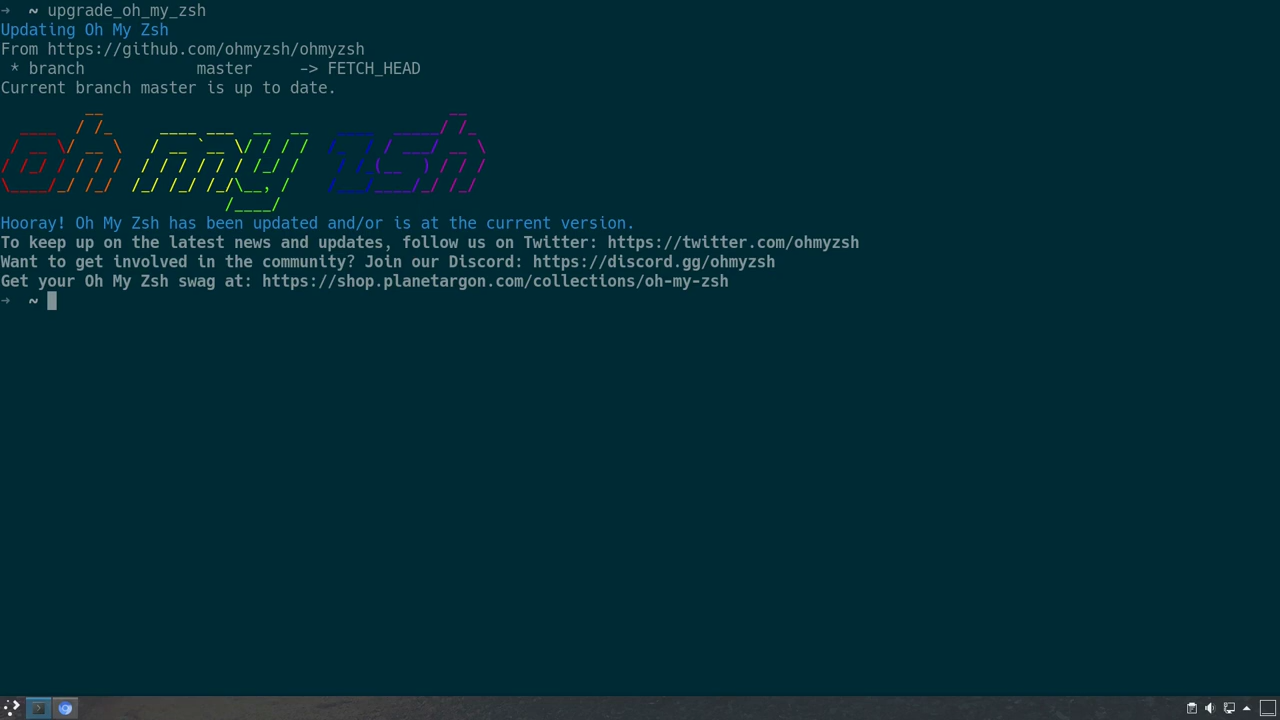 ➜  ~ upgrade_oh_my_zsh
Updating Oh My Zsh
From https://github.com/ohmyzsh/ohmyzsh
 * branch            master     -> FETCH_HEAD
Current branch master is up to date.
oh my zsh
Hooray! Oh My Zsh has been updated and/or is at the current version.
To keep up on the latest news and updates, follow us on Twitter: https://twitter.com/ohmyzsh
Want to get involved in the community? Join our Discord: https://discord.gg/ohmyzsh
Get your Oh My Zsh swag at: https://shop.planetargon.com/collections/oh-my-zsh
➜  ~